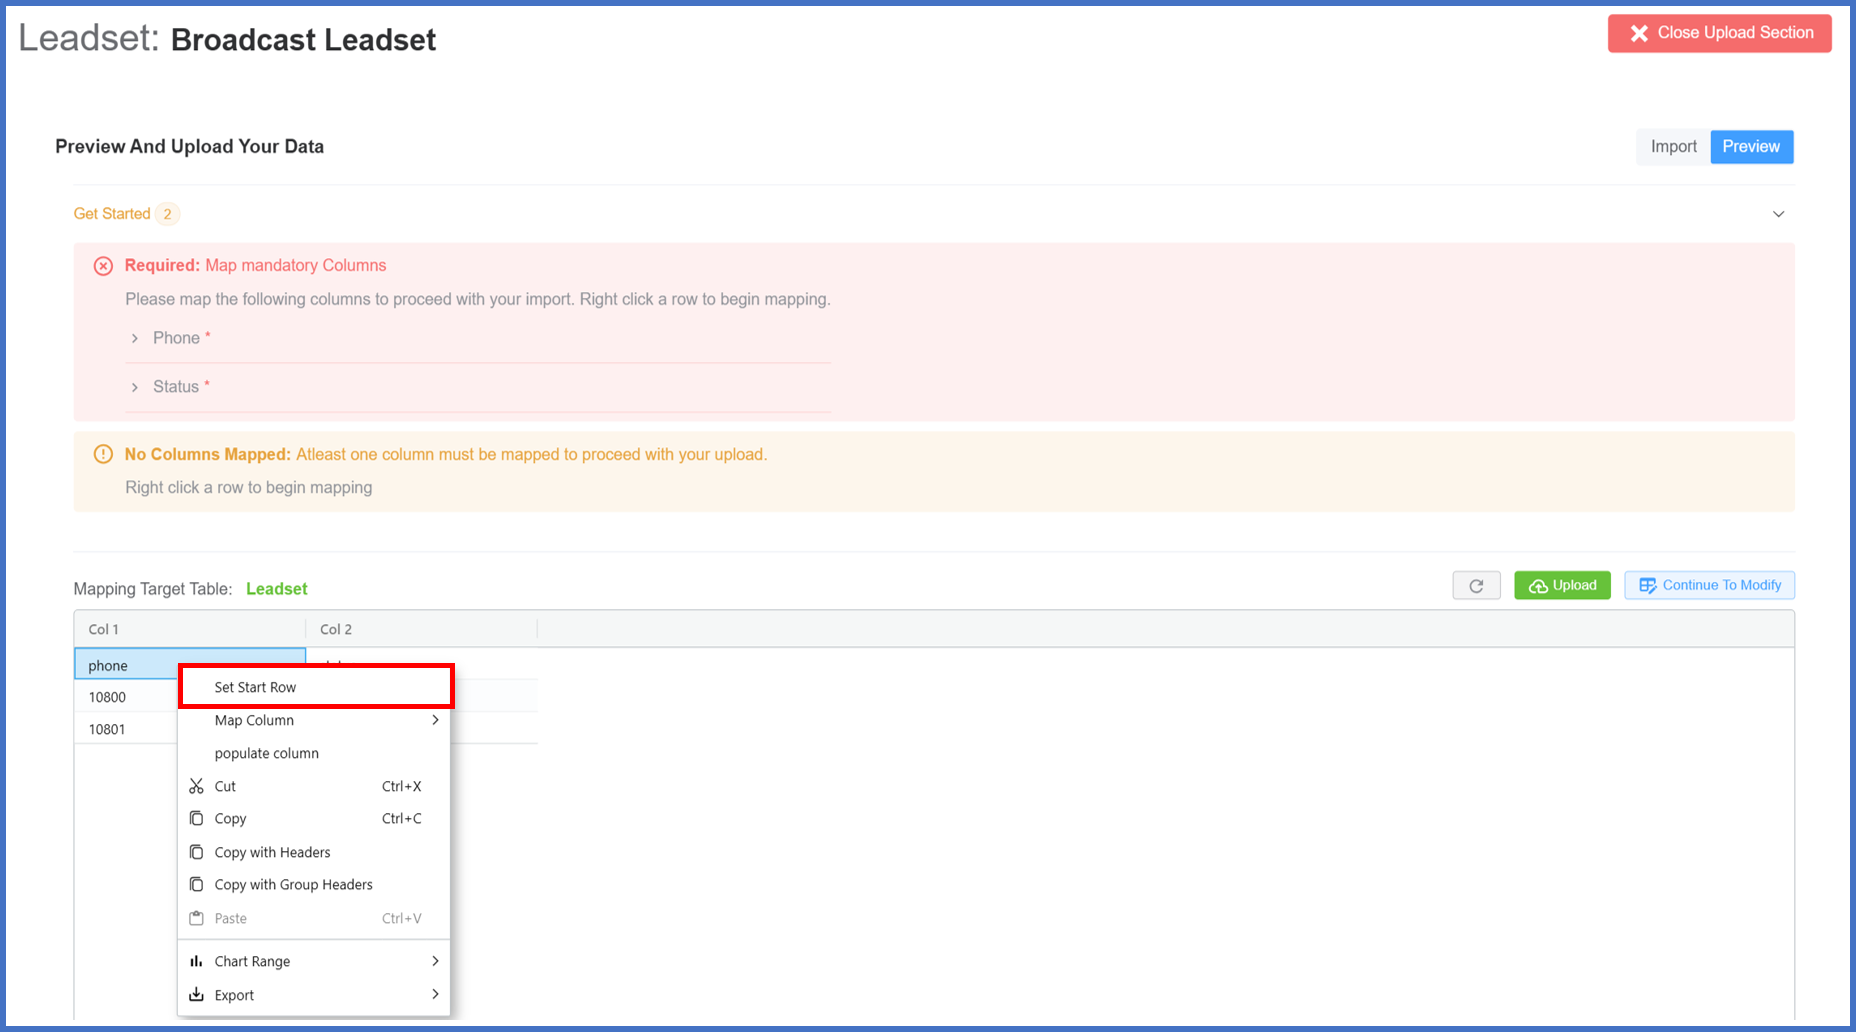 Leadset: Broadcast Leadset
Close Upload Section
Preview And Upload Your Data
Import Preview
Get Started 2
Required: Map mandatory Columns
Please map the following columns to proceed with your import. Right click a row to begin mapping.
Phone *
Status *
No Columns Mapped: Atleast one column must be mapped to proceed with your upload.
Right click a row to begin mapping
Mapping Target Table: Leadset
Upload
Continue To Modify
Col 1 Col 2
phone
10800
10801
Set Start Row
Map Column
populate column
Cut Ctrl+X
Copy Ctrl+C
Copy with Headers
Copy with Group Headers
Paste Ctrl+V
Chart Range
Export